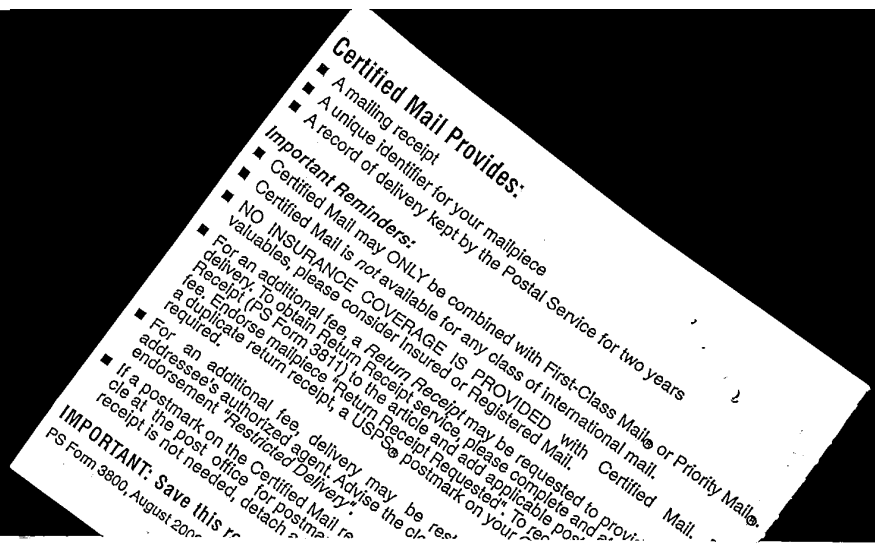 Certified Mail Provides:
■ A mailing receipt
■ A unique identifier for your mailpiece
■ A record of delivery kept by the Postal Service for two years
Important Reminders:
■ Certified Mail may ONLY be combined with First-Class Mail® or Priority Mail®.
■ Certified Mail is not available for any class of international mail.
■ NO INSURANCE COVERAGE IS PROVIDED with Certified Mail.
valuables, please consider Insured or Registered Mail.
■ For an additional fee, a Return Receipt may be requested to
delivery. To obtain Return Receipt service, please complete and
Receipt (PS Form 3811) to the article and add applicable
fee. Endorse mailpiece "Return Receipt Requested". To
a duplicate return receipt, a USPS® postmark on your
required.
■ For an additional fee, delivery may be
addressee's authorized agent. Advise the
endorsement "Restricted Delivery".
■ If a postmark on the Certified Mail
cle at the post office for
receipt is not needed, detach
IMPORTANT: Save this
PS Form 3800, August